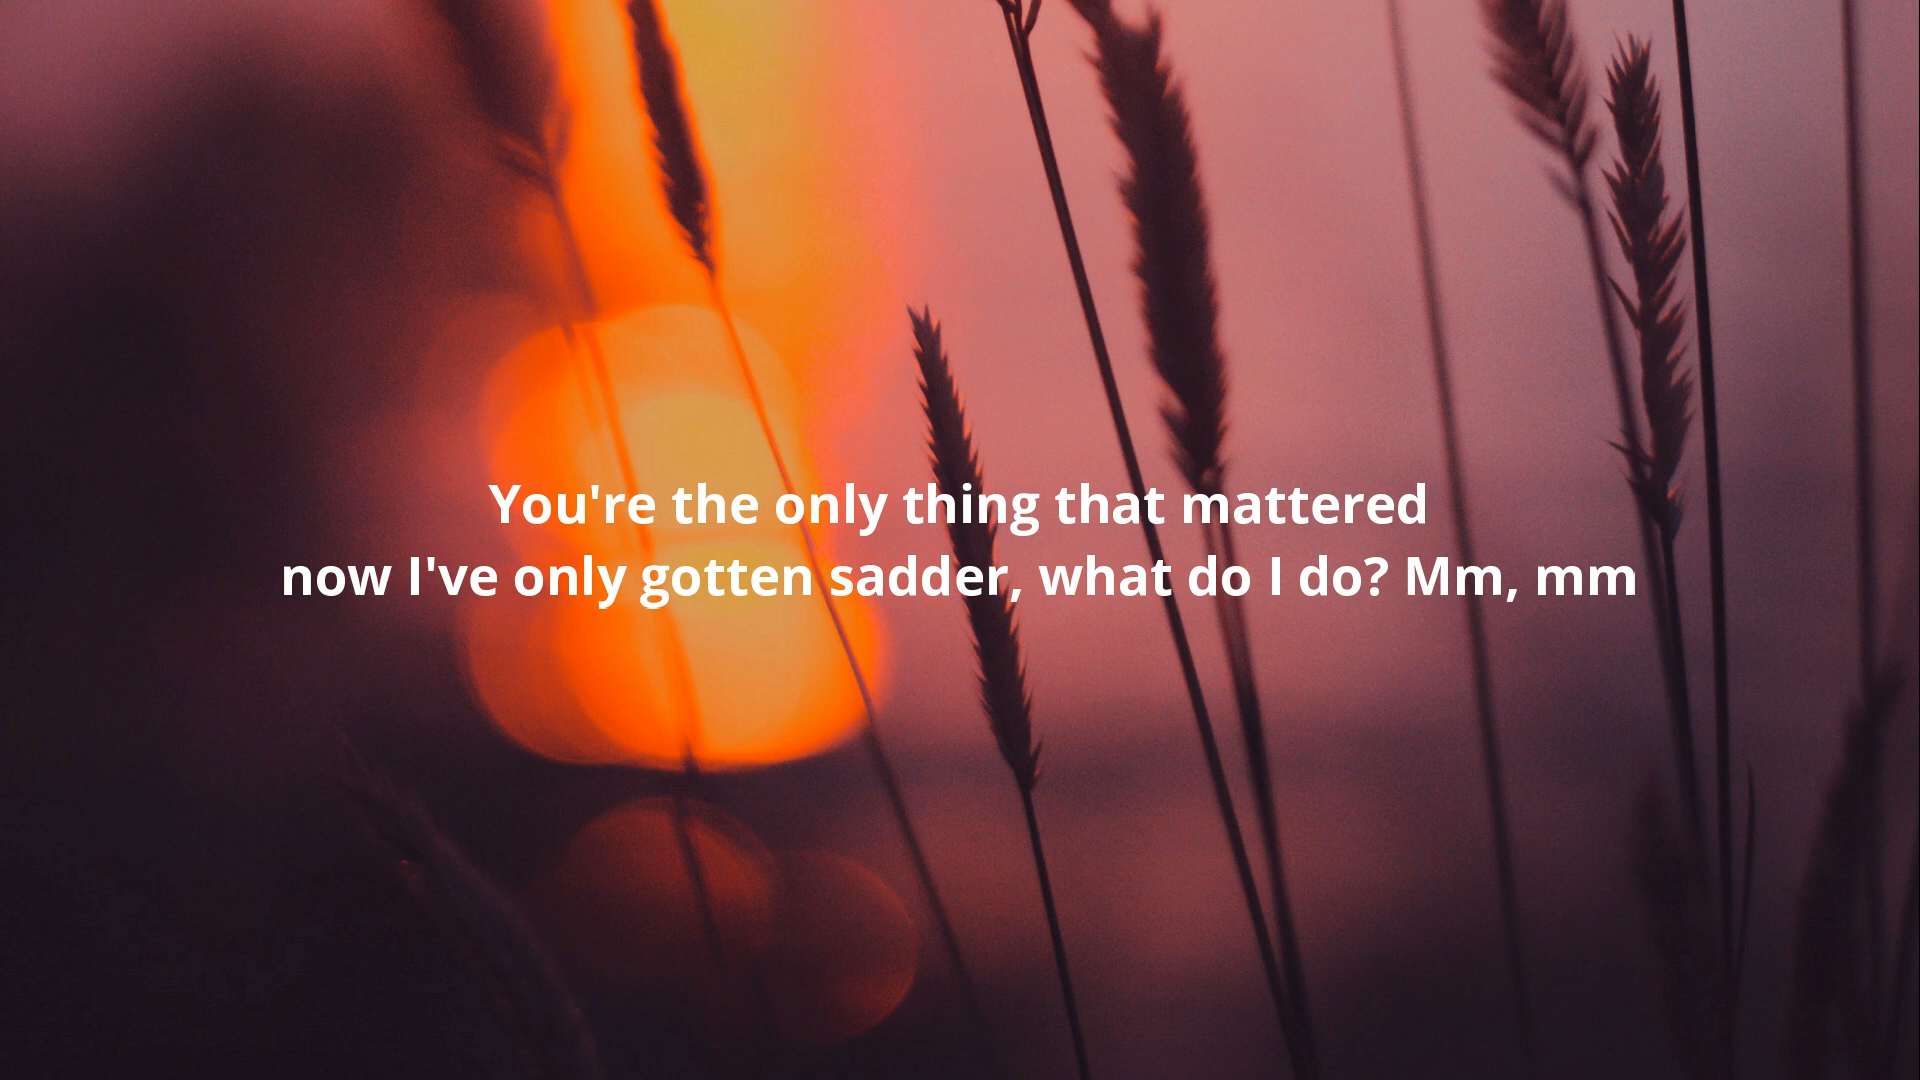 You're the only thing that mattered
now I've only gotten sadder, what do I do? Mm, mm